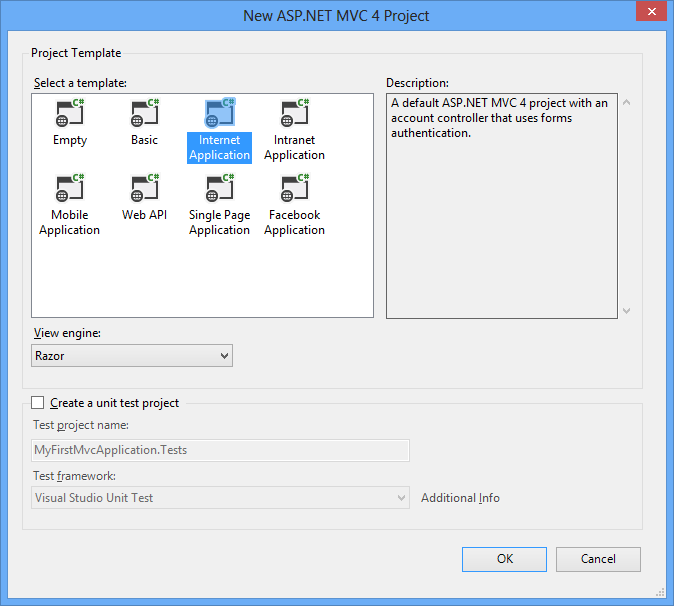 New ASP.NET MVC 4 Project
Project Template
Select a template:
C# C# C# C#
Empty Basic Internet Application Intranet Application
C# C# C# C#
Mobile Application Web API Single Page Application Facebook Application
Description:
A default ASP.NET MVC 4 project with an
account controller that uses forms
authentication.
View engine:
Razor
Create a unit test project
Test project name:
MyFirstMvcApplication.Tests
Test framework:
Visual Studio Unit Test
Additional Info
OK
Cancel